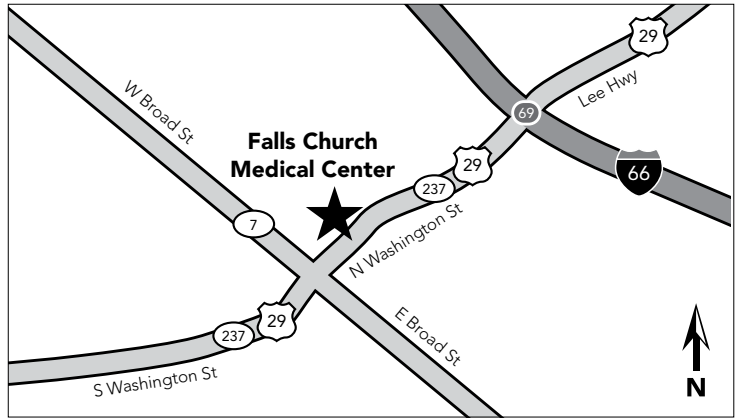 29
W Broad St
Lee Hwy
69
Falls Church
Medical Center
29
66
237
7
N Washington St
29
237
E Broad St
S Washington St
N